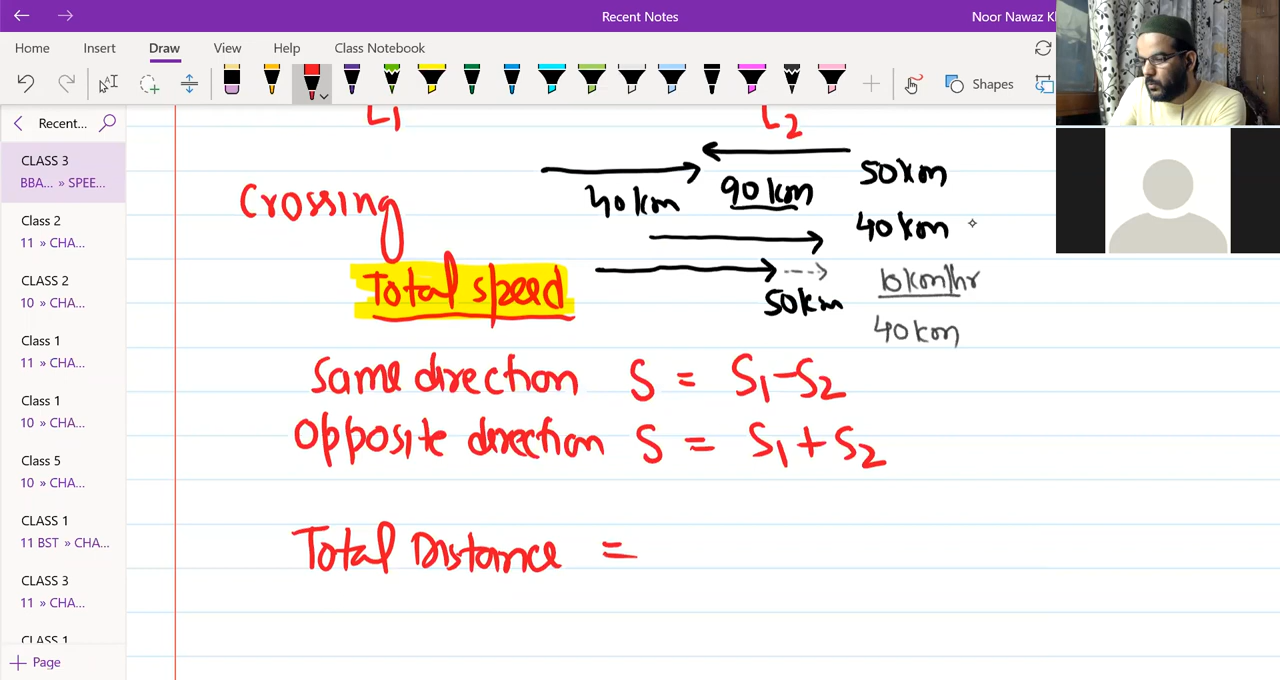 Recent Notes
Noor Nawaz Kh
Home Insert Draw View Help Class Notebook
Shapes
Recent...
CLASS 3
BBA... » SPEE...
Class 2
11 » CHA...
CLASS 2
10 » CHA...
Class 1
11 » CHA...
Class 1
10 » CHA...
Class 5
10 » CHA...
CLASS 1
11 BST » CHA...
CLASS 3
11 » CHA...
CLASS 1
Page
L1 L2
50km
Crossing 40km 90km
40km
Total speed 50km 10km/hr
40km
Same direction S = S1-S2
Opposite direction S = S1+S2
Total Distance =